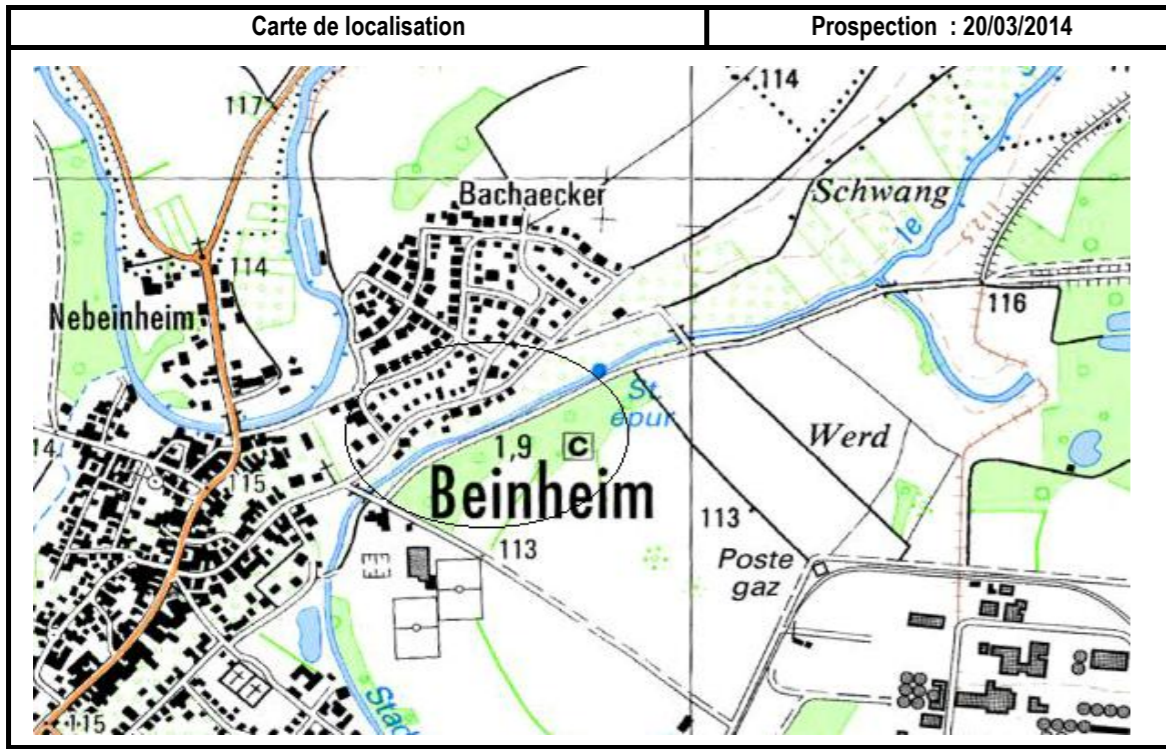 Carte de localisation
Prospection : 20/03/2014
114
117
Bachaecker
Schwang
le
1125
114
116
Nebeinheim
St
épur
Werd
14
1,9
C
115
Beinheim
113
113
Poste
gaz
Stad
115